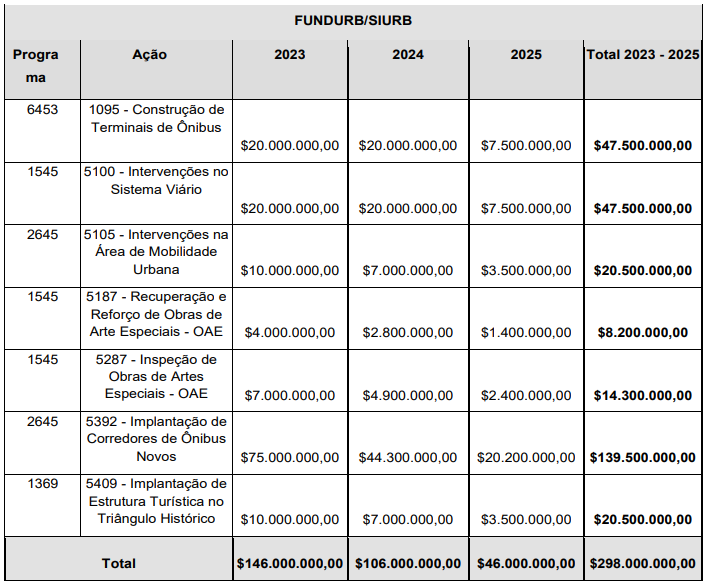 FUNDURB/SIURB
Progra
ma
Ação
2023
2024
2025
Total 2023 - 2025
6453
1095 - Construção de
Terminais de Ônibus
$20.000.000,00
$20.000.000,00
$7.500.000,00
$47.500.000,00
1545
5100 - Intervenções no
Sistema Viário
$20.000.000,00
$20.000.000,00
$7.500.000,00
$47.500.000,00
2645
5105 - Intervenções na
Área de Mobilidade
Urbana
$10.000.000,00
$7.000.000,00
$3.500.000,00
$20.500.000,00
1545
5187 - Recuperação e
Reforço de Obras de
Arte Especiais - OAE
$4.000.000,00
$2.800.000,00
$1.400.000,00
$8.200.000,00
1545
5287 - Inspeção de
Obras de Artes
Especiais - OAE
$7.000.000,00
$4.900.000,00
$2.400.000,00
$14.300.000,00
2645
5392 - Implantação de
Corredores de Ônibus
Novos
$75.000.000,00
$44.300.000,00
$20.200.000,00
$139.500.000,00
1369
5409 - Implantação de
Estrutura Turística no
Triângulo Histórico
$10.000.000,00
$7.000.000,00
$3.500.000,00
$20.500.000,00
Total
$146.000.000,00
$106.000.000,00
$46.000.000,00
$298.000.000,00